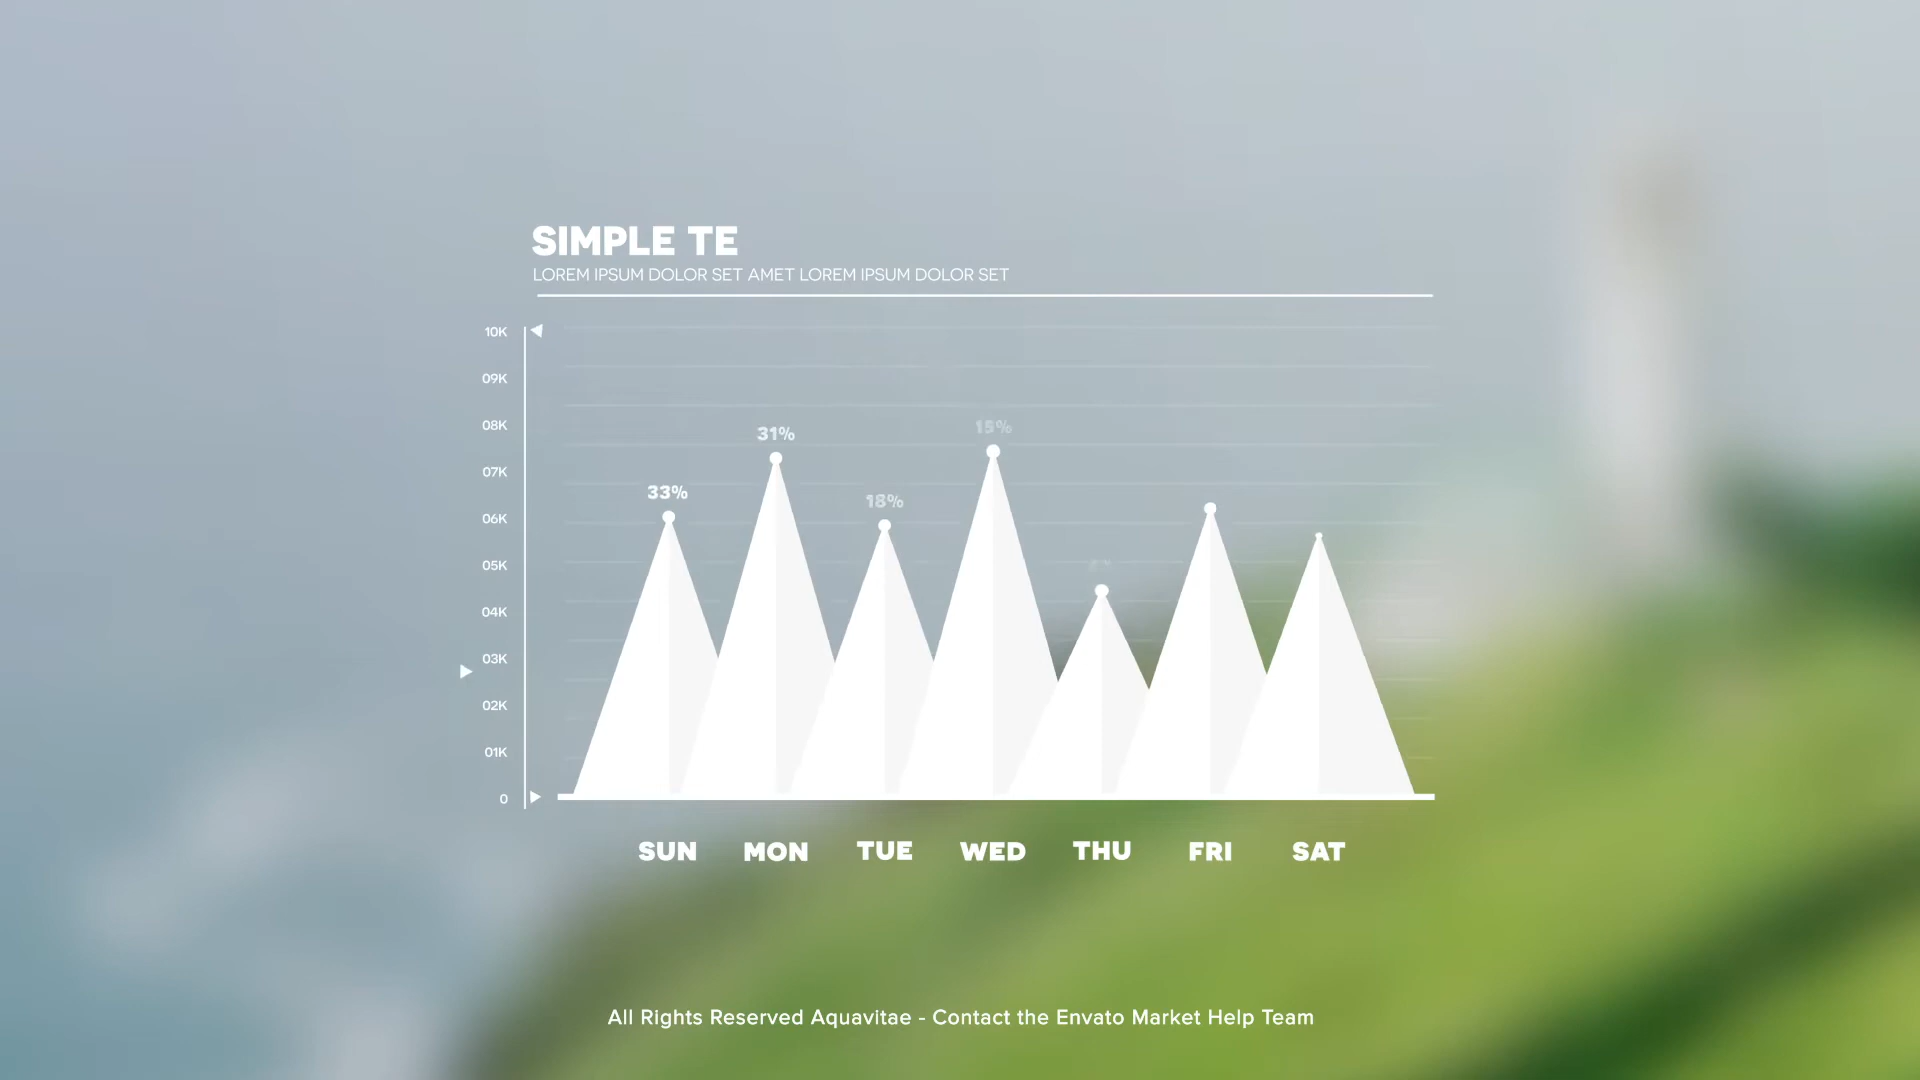 SIMPLE TE
LOREM IPSUM DOLOR SET AMET LOREM IPSUM DOLOR SET
10K
09K
08K
07K
06K
05K
04K
03K
02K
01K
0
33%
31%
18%
15%
SUN MON TUE WED THU FRI SAT
All Rights Reserved Aquavitae - Contact the Envato Market Help Team